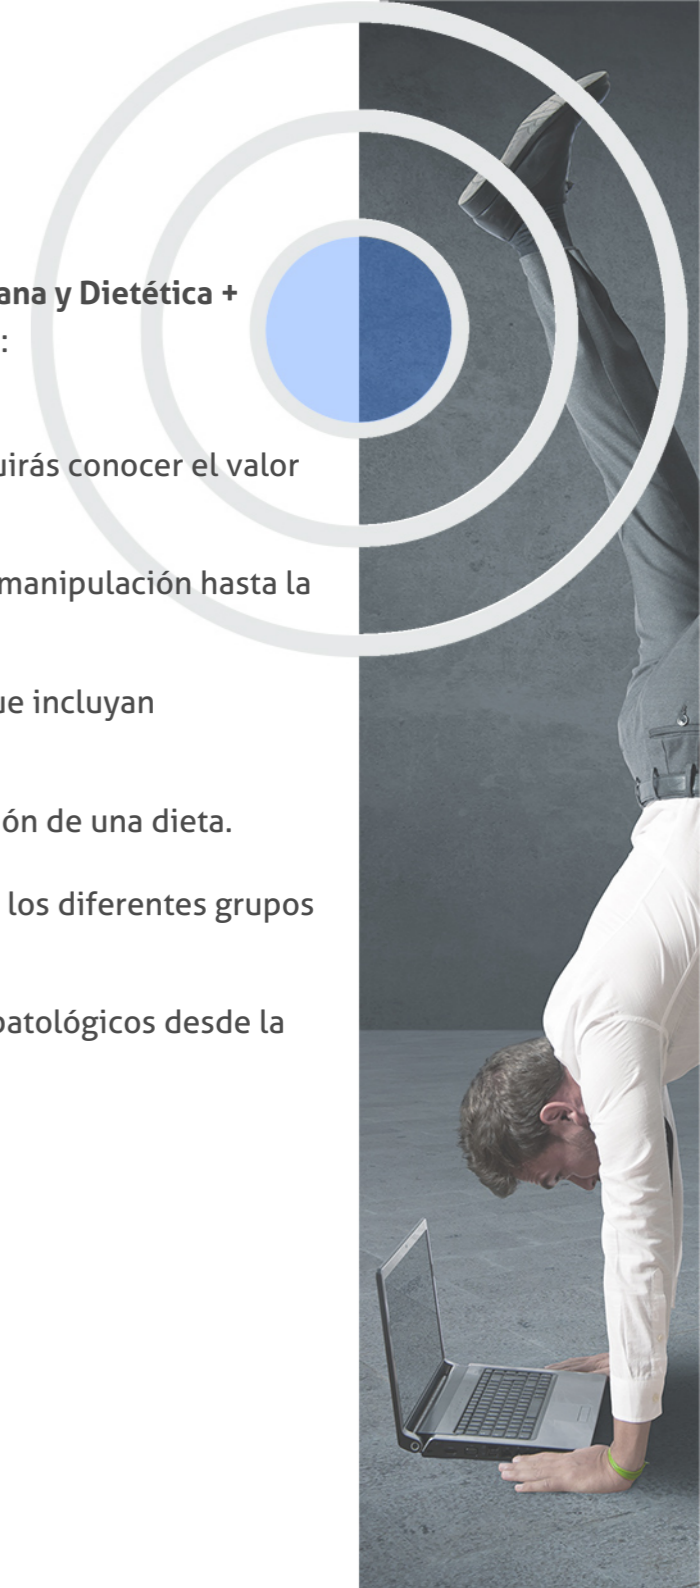 ana y Dietética +
:
uirás conocer el valor
manipulación hasta la
ue incluyan
ón de una dieta.
los diferentes grupos
patológicos desde la